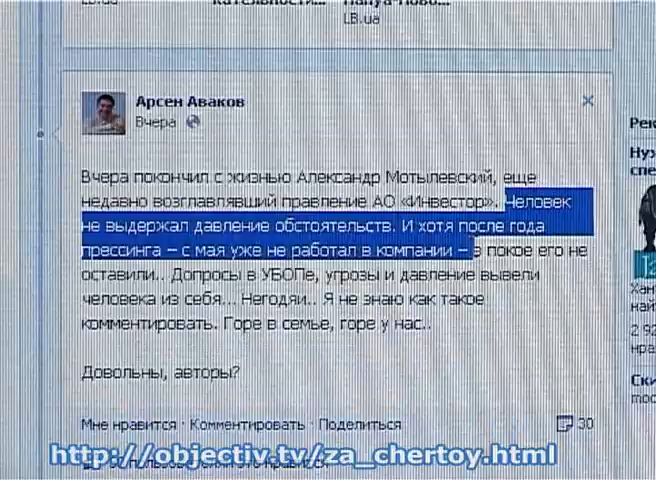 LB.ua
Арсен Аваков
Вчера
Вчера покончил с жизнью Александр Мотылевский, еще
недавно возглавлявший правление АО «Инвестор». Человек
не выдержал давление обстоятельств. И хотя после года
прессинга – с мая уже не работал в компании – в покое его не
оставили.. Допросы в УБОПе, угрозы и давление вывели
человека из себя... Негодяи.. Я не знаю как такое
комментировать. Горе в семье, горе у нас..
Довольны, авторы?
Мне нравится · Комментировать · Поделиться
30
http://objectiv.tv/za_chertoy.html